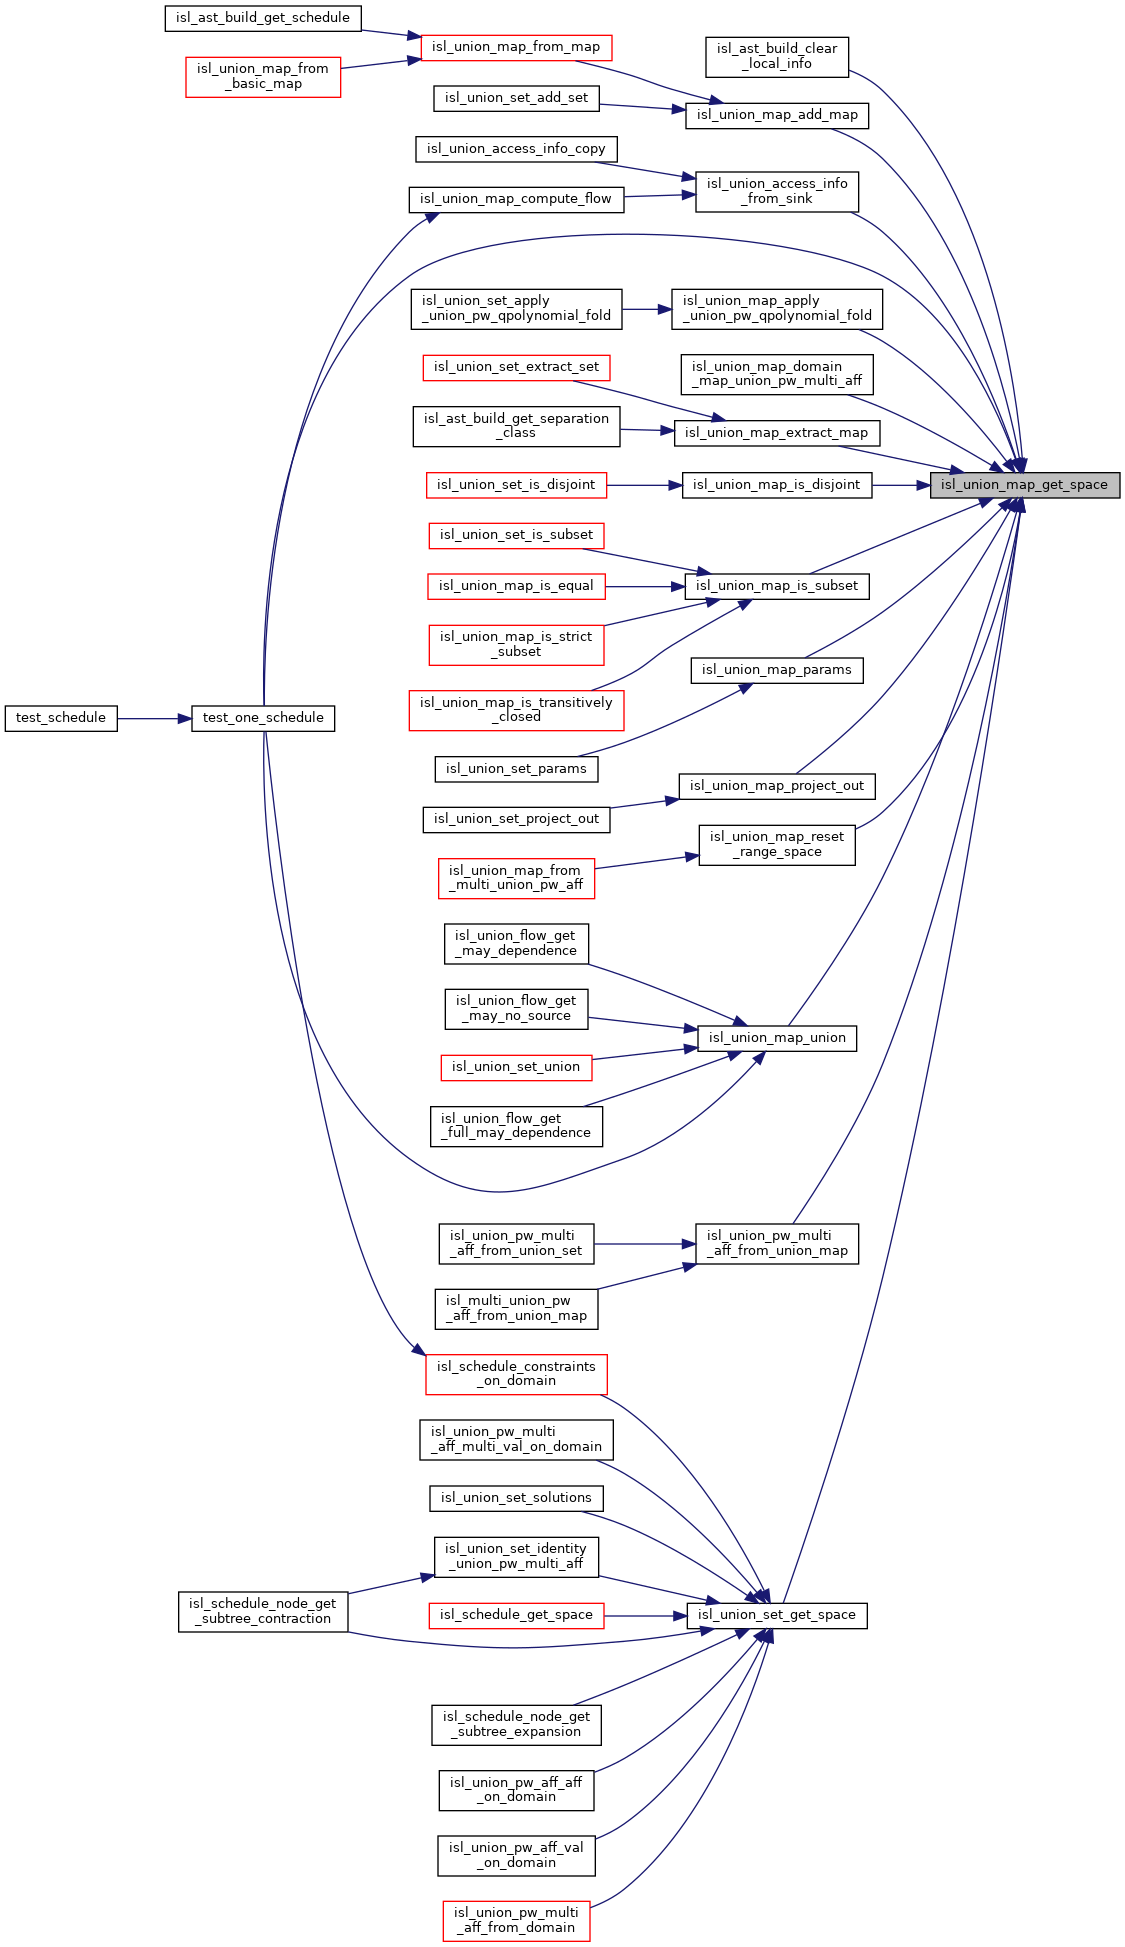 isl_ast_build_get_schedule
isl_union_map_from_map
isl_ast_build_clear
_local_info
isl_union_map_from
_basic_map
isl_union_set_add_set
isl_union_map_add_map
isl_union_access_info_copy
isl_union_access_info
_from_sink
isl_union_map_compute_flow
isl_union_set_apply
_union_pw_qpolynomial_fold
isl_union_map_apply
_union_pw_qpolynomial_fold
isl_union_set_extract_set
isl_union_map_domain
_map_union_pw_multi_aff
isl_ast_build_get_separation
_class
isl_union_map_extract_map
isl_union_set_is_disjoint
isl_union_map_is_disjoint
isl_union_map_get_space
isl_union_set_is_subset
isl_union_map_is_equal
isl_union_map_is_subset
isl_union_map_is_strict
_subset
isl_union_map_params
isl_union_map_is_transitively
_closed
test_schedule
test_one_schedule
isl_union_set_params
isl_union_map_project_out
isl_union_set_project_out
isl_union_map_reset
_range_space
isl_union_map_from
_multi_union_pw_aff
isl_union_flow_get
_may_dependence
isl_union_flow_get
_may_no_source
isl_union_map_union
isl_union_set_union
isl_union_flow_get
_full_may_dependence
isl_union_pw_multi
_aff_from_union_set
isl_union_pw_multi
_aff_from_union_map
isl_multi_union_pw
_aff_from_union_map
isl_schedule_constraints
_on_domain
isl_union_pw_multi
_aff_multi_val_on_domain
isl_union_set_solutions
isl_union_set_identity
_union_pw_multi_aff
isl_schedule_node_get
_subtree_contraction
isl_schedule_get_space
isl_union_set_get_space
isl_schedule_node_get
_subtree_expansion
isl_union_pw_aff_aff
_on_domain
isl_union_pw_aff_val
_on_domain
isl_union_pw_multi
_aff_from_domain